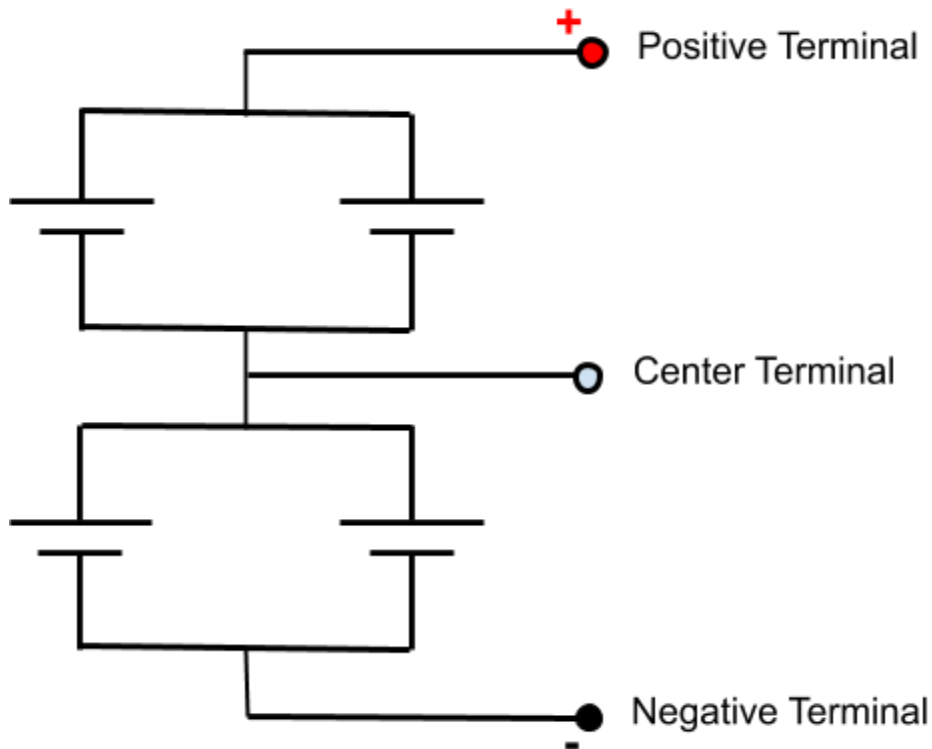 +
Positive Terminal
Center Terminal
Negative Terminal
-